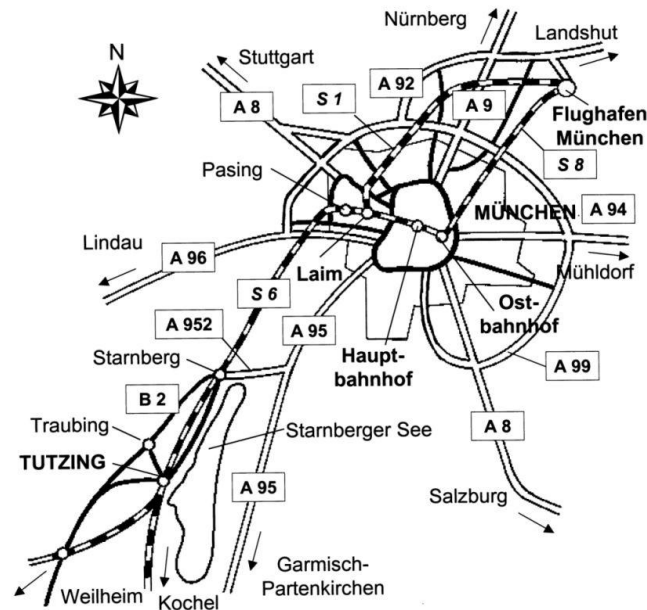 Nürnberg
Landshut
N
Stuttgart
A 92
S 1
A 9
A 8
Flughafen
München
S 8
Pasing
MÜNCHEN
A 94
Lindau
A 96
Laim
Mühldorf
S 6
Ost-
bahnhof
A 952
A 95
Haupt-
bahnhof
Starnberg
A 99
B 2
Traubing
Starnberger See
A 8
TUTZING
A 95
Salzburg
Garmisch-
Partenkirchen
Weilheim
Kochel